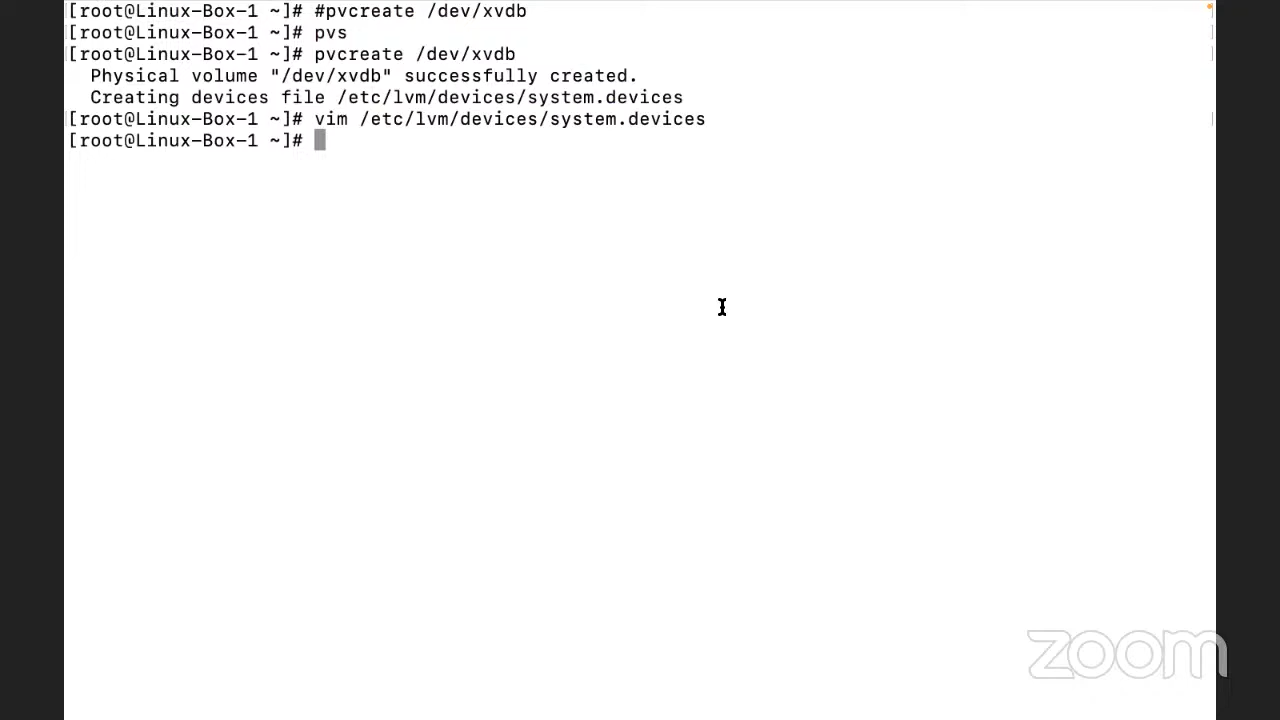 [root@Linux-Box-1 ~]# #pvcreate /dev/xvdb
[root@Linux-Box-1 ~]# pvs
[root@Linux-Box-1 ~]# pvcreate /dev/xvdb
  Physical volume "/dev/xvdb" successfully created.
  Creating devices file /etc/lvm/devices/system.devices
[root@Linux-Box-1 ~]# vim /etc/lvm/devices/system.devices
[root@Linux-Box-1 ~]#
zoom